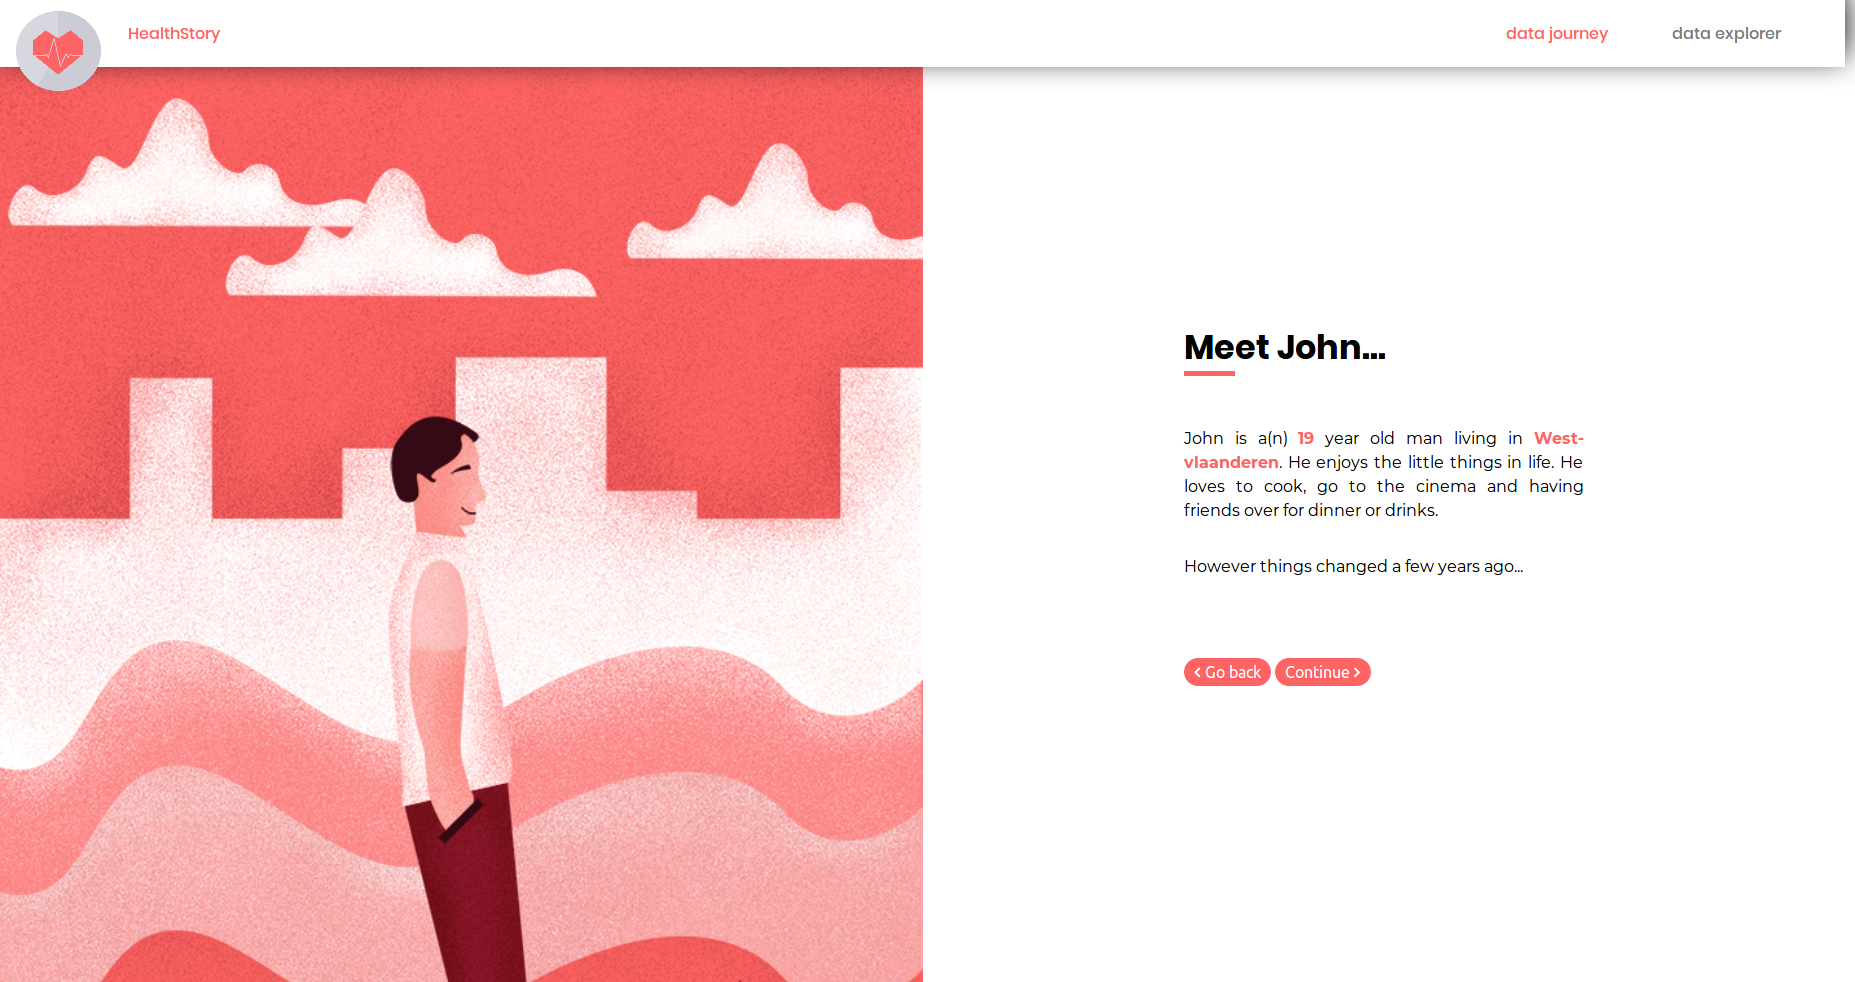 HealthStory
data journey
data explorer
Meet John...
John is a(n) 19 year old man living in West-
vlaanderen. He enjoys the little things in life. He
loves to cook, go to the cinema and having
friends over for dinner or drinks.
However things changed a few years ago...
< Go back
Continue >